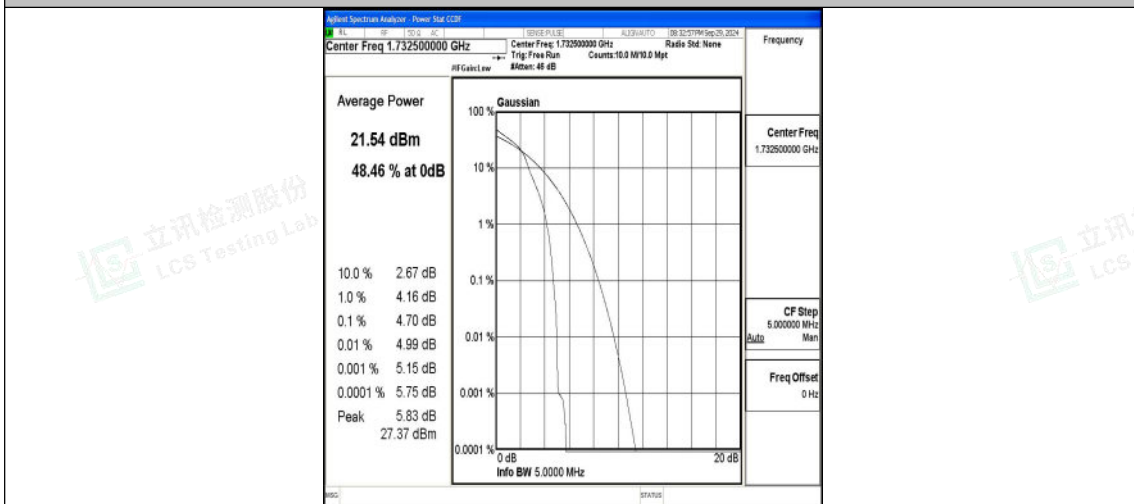 Agilent Spectrum Analyzer - Power Stat CCDF
RL RF 50 Ω AC SENSE:PULSE ALIGNAUTO 08:32:57PM Sep29, 2024
Center Freq 1.732500000 GHz
Center Freq: 1.732500000 GHz Radio Std: None
Trig: Free Run Counts:10.0 M/10.0 Mpt
#IFGain:Low #Atten: 46 dB
Frequency
Average Power
21.54 dBm
48.46 % at 0dB
10.0 % 2.67 dB
1.0 % 4.16 dB
0.1 % 4.70 dB
0.01 % 4.99 dB
0.001 % 5.15 dB
0.0001 % 5.75 dB
Peak 5.83 dB
27.37 dBm
Gaussian
100 %
10 %
1 %
0.1 %
0.01 %
0.001 %
0.0001 %
0 dB 20 dB
Info BW 5.0000 MHz
Center Freq
1.732500000 GHz
CF Step
5.000000 MHz
Auto Man
Freq Offset
0 Hz
MSG STATUS
立讯检测股份
LCS Testing Lab
立讯
LCS